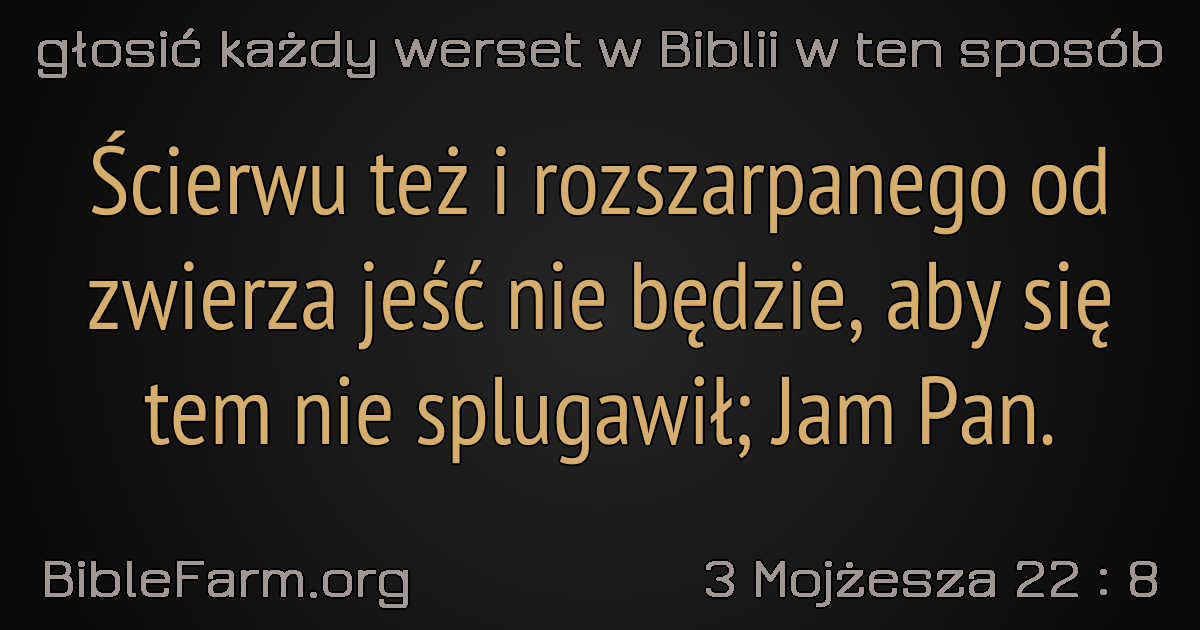 głosić każdy werset w Biblii w ten sposób
Ścierwu też i rozszarpanego od
zwierza jeść nie będzie, aby się
tem nie splugawił; Jam Pan.
BibleFarm.org
3 Mojżesza 22 : 8